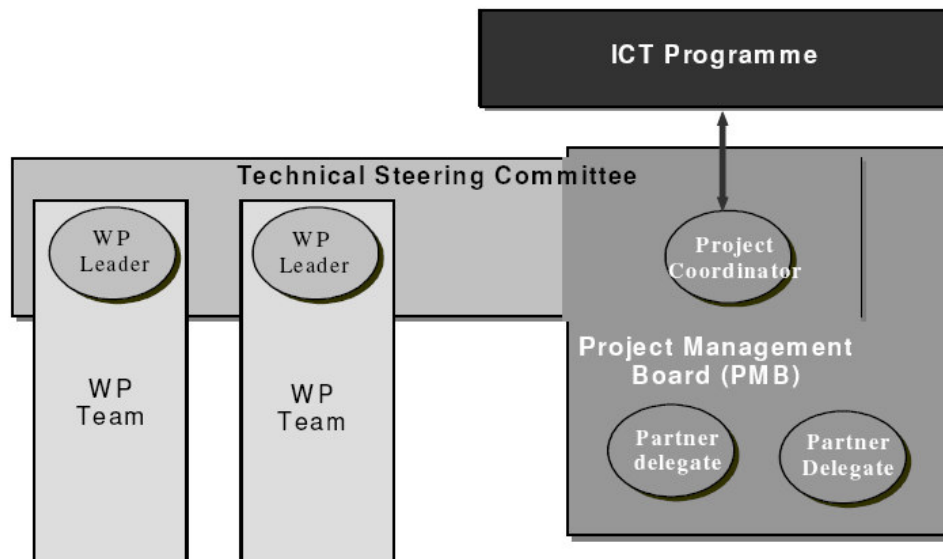 ICT Programme
Technical Steering Committee
WP
Leader
WP
Leader
Project
Coordinator
Project Management
Board (PMB)
WP
Team
WP
Team
Partner
delegate
Partner
Delegate